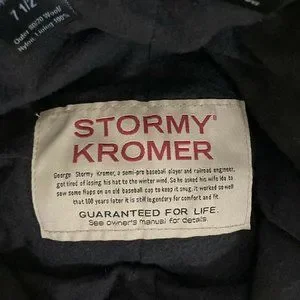 7 1/2
Outer 80/20 Wool/
Nylon, Lining 100%
STORMY®
KROMER
George "Stormy" Kromer, a semi-pro baseball player and railroad engineer,
got tired of losing his hat to the winter wind. So he asked his wife Ida to
sew some flaps on an old baseball cap to keep it snug. It worked so well
that 100 years later it is still legendary for comfort and fit.
GUARANTEED FOR LIFE.
See owner's manual for details.